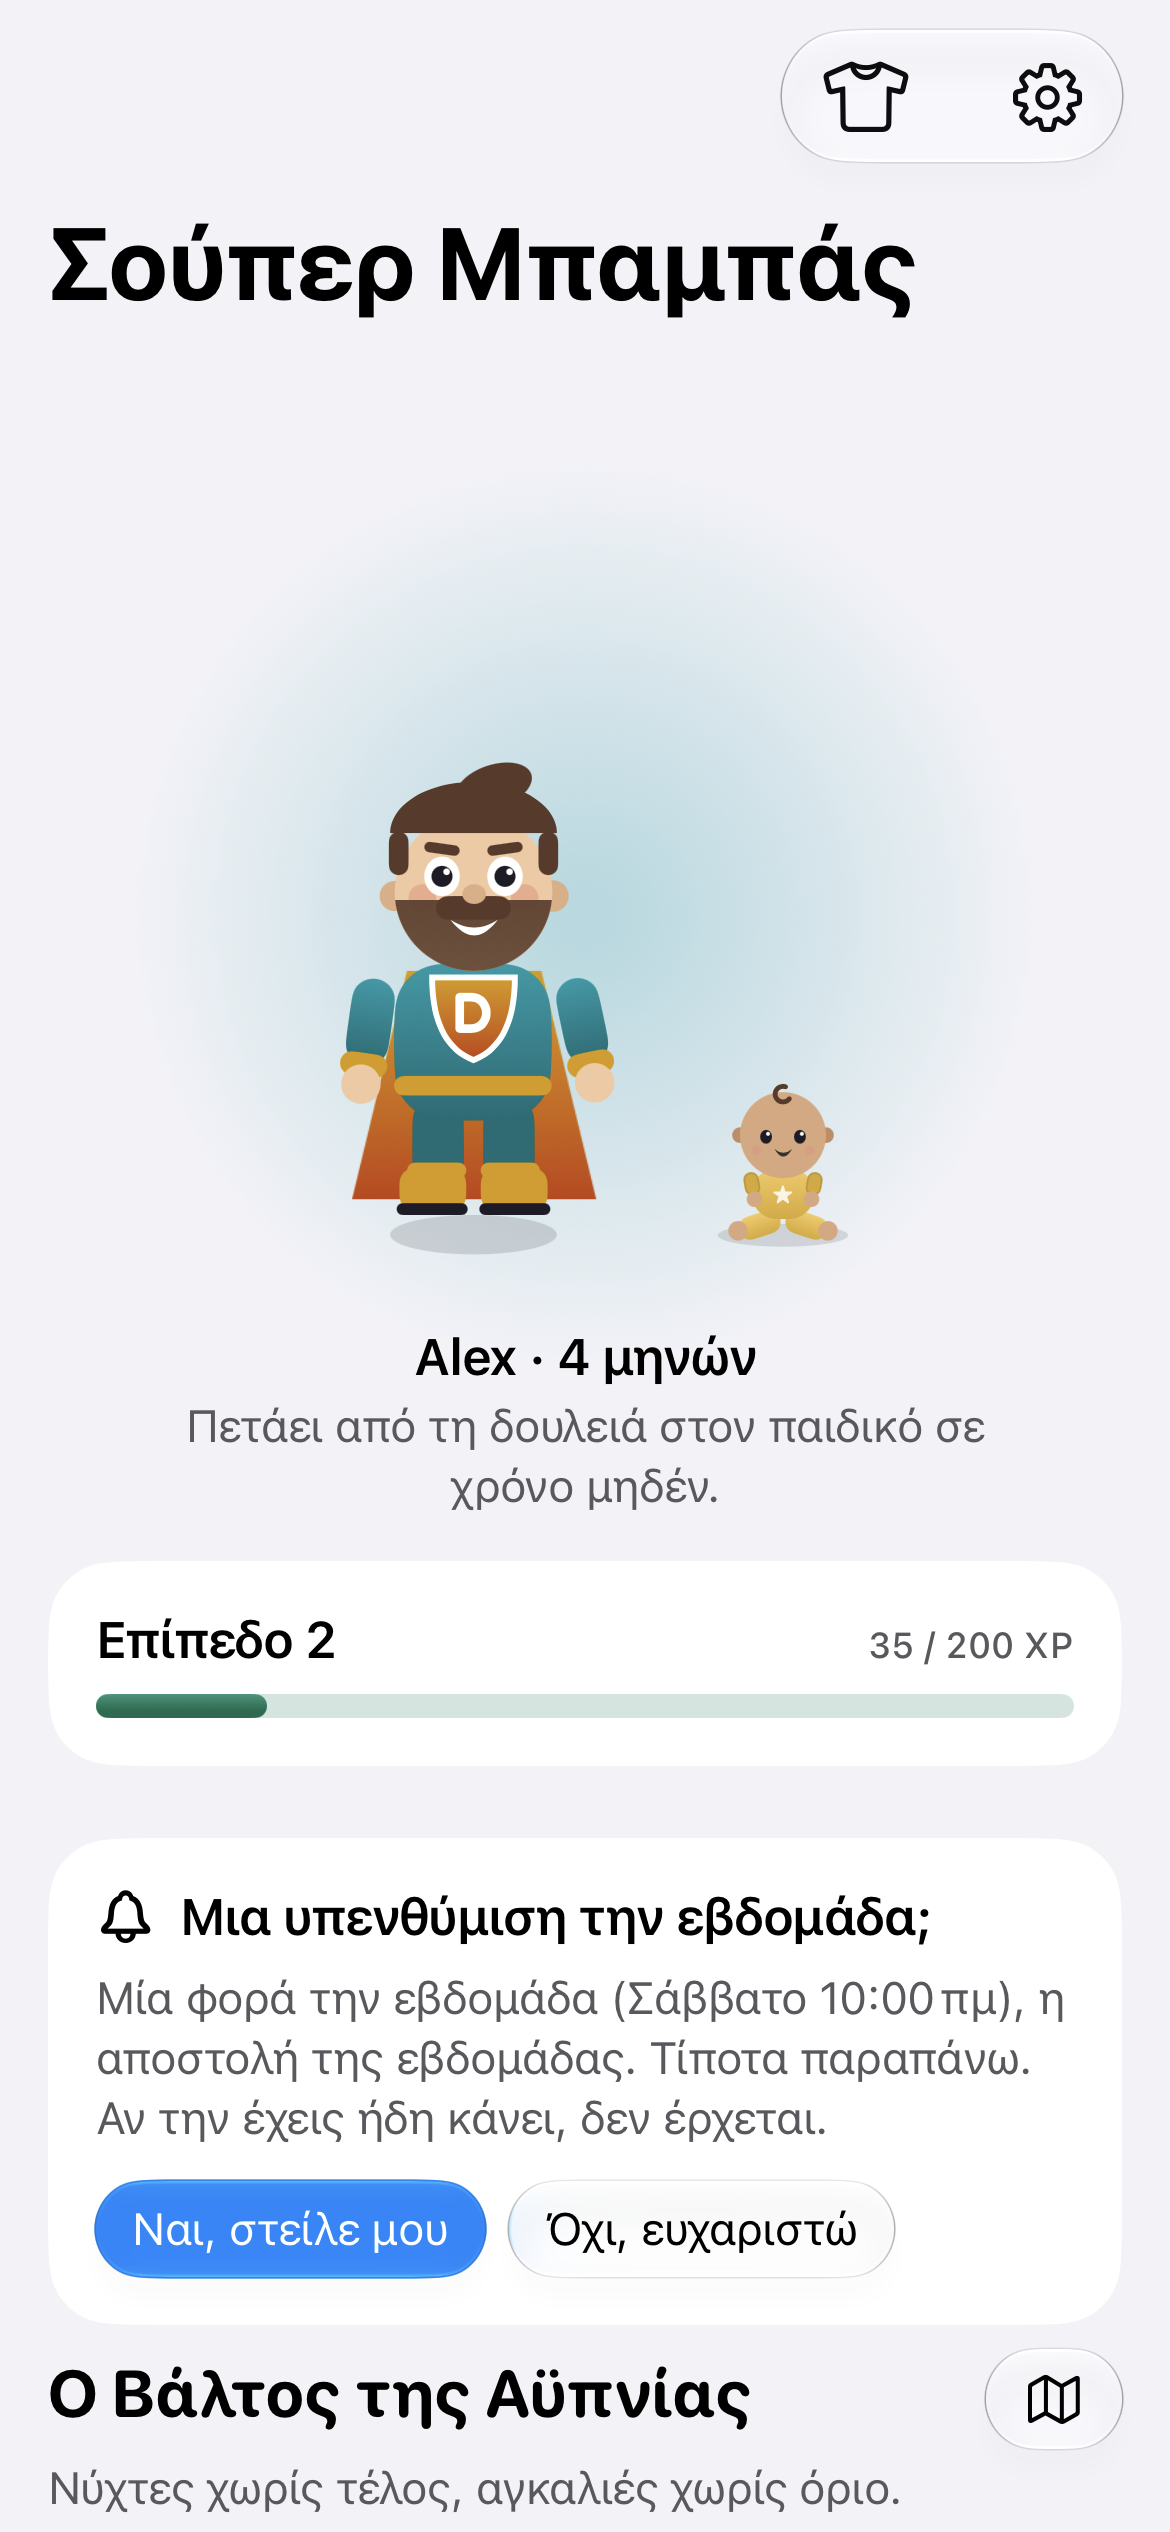 Σούπερ Μπαμπάς
D
Alex · 4 μηνών
Πετάει από τη δουλειά στον παιδικό σε
χρόνο μηδέν.
Επίπεδο 2
35 / 200 XP
Μια υπενθύμιση την εβδομάδα;
Μία φορά την εβδομάδα (Σάββατο 10:00 πμ), η
αποστολή της εβδομάδας. Τίποτα παραπάνω.
Αν την έχεις ήδη κάνει, δεν έρχεται.
Ναι, στείλε μου
Όχι, ευχαριστώ
Ο Βάλτος της Αϋπνίας
Νύχτες χωρίς τέλος, αγκαλιές χωρίς όριο.